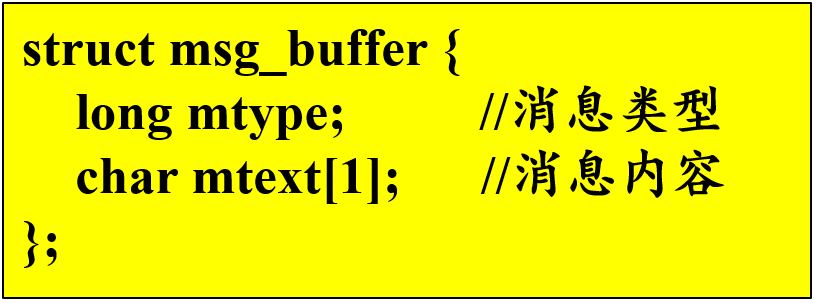 struct msg_buffer {
long mtype; //消息类型
char mtext[1]; //消息内容
};